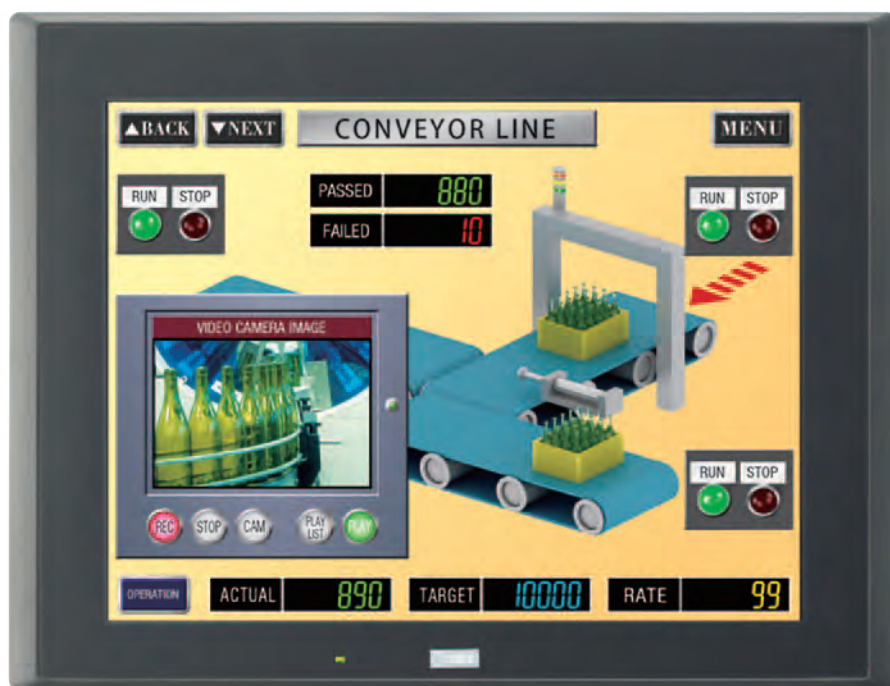 ▲BACK ▼NEXT CONVEYOR LINE MENU
RUN STOP
PASSED 880
FAILED 10
RUN STOP
VIDEO CAMERA IMAGE
REC STOP CAM PLAY LIST PLAY
RUN STOP
OPERATION ACTUAL 890 TARGET 10000 RATE 99